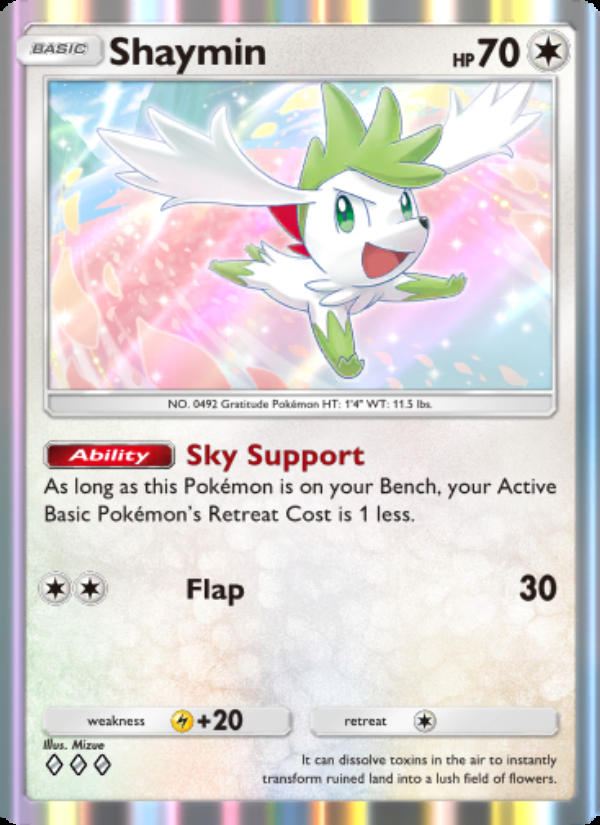 BASIC Shaymin HP 70
NO. 0492 Gratitude Pokémon HT: 1'4" WT: 11.5 lbs.
Ability Sky Support
As long as this Pokémon is on your Bench, your Active
Basic Pokémon's Retreat Cost is 1 less.
Flap 30
weakness +20 retreat
Illus. Mizue
It can dissolve toxins in the air to instantly
transform ruined land into a lush field of flowers.